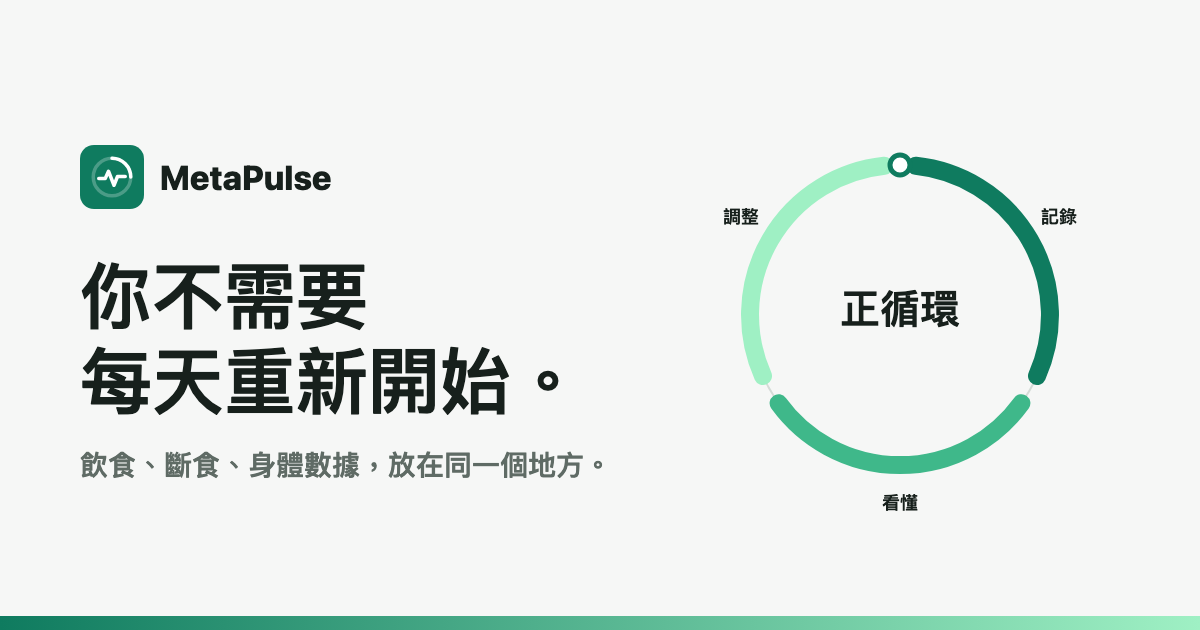 MetaPulse
你不需要
每天重新開始。
飲食、斷食、身體數據，放在同一個地方。
調整
記錄
正循環
看懂